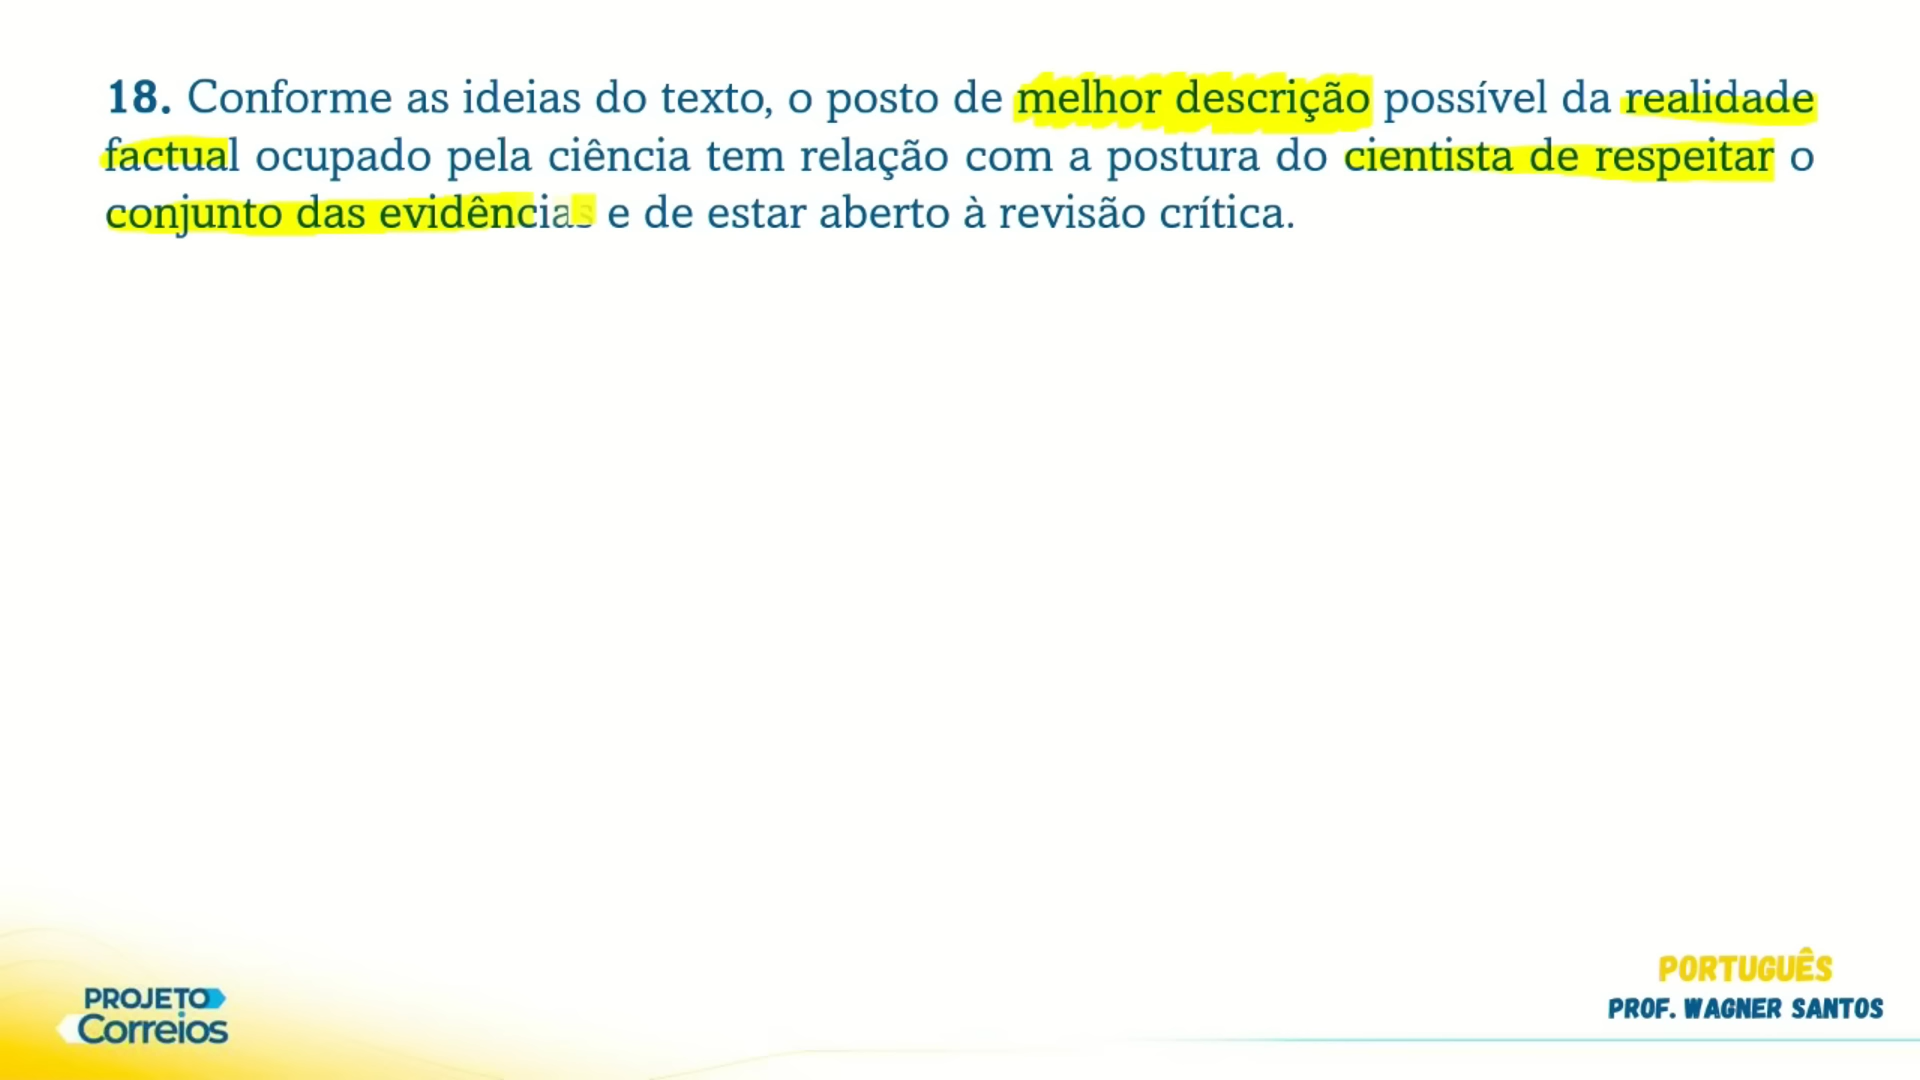 18. Conforme as ideias do texto, o posto de melhor descrição possível da realidade
factual ocupado pela ciência tem relação com a postura do cientista de respeitar o
conjunto das evidências e de estar aberto à revisão crítica.
PROJETO
Correios
PORTUGUÊS
PROF. WAGNER SANTOS